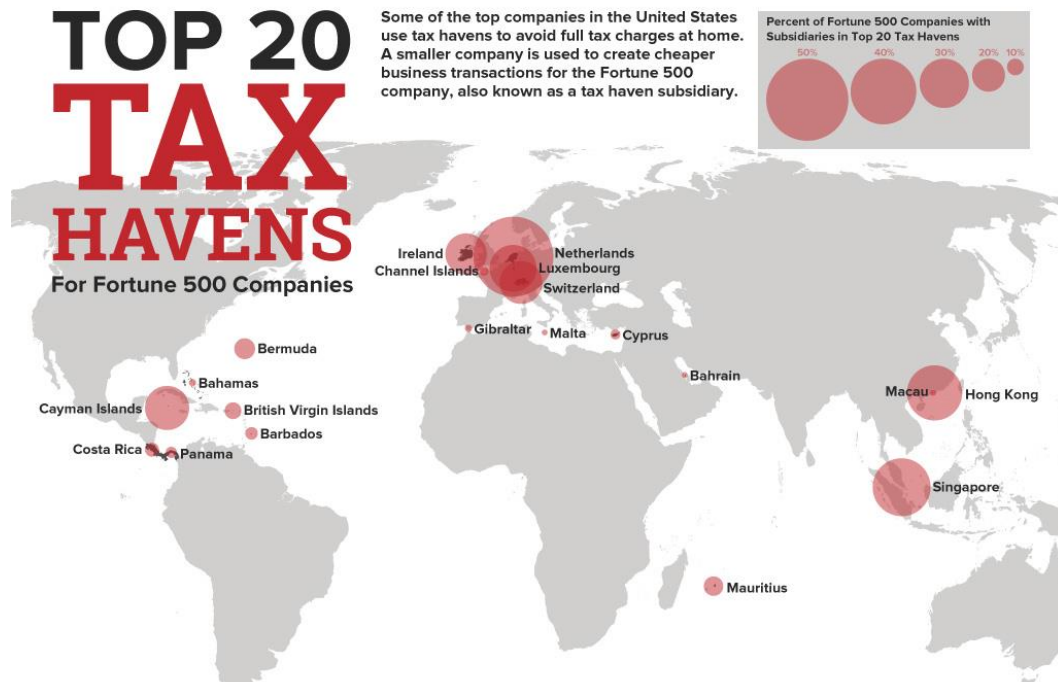 TOP 20
TAX
HAVENS
For Fortune 500 Companies
Some of the top companies in the United States
use tax havens to avoid full tax charges at home.
A smaller company is used to create cheaper
business transactions for the Fortune 500
company, also known as a tax haven subsidiary.
Percent of Fortune 500 Companies with
Subsidiaries in Top 20 Tax Havens
50% 40% 30% 20% 10%
Ireland
Netherlands
Channel Islands
Luxembourg
Switzerland
Gibraltar
Malta
Cyprus
Bermuda
Bahrain
Bahamas
Macau
Hong Kong
Cayman Islands
British Virgin Islands
Barbados
Costa Rica
Panama
Singapore
Mauritius